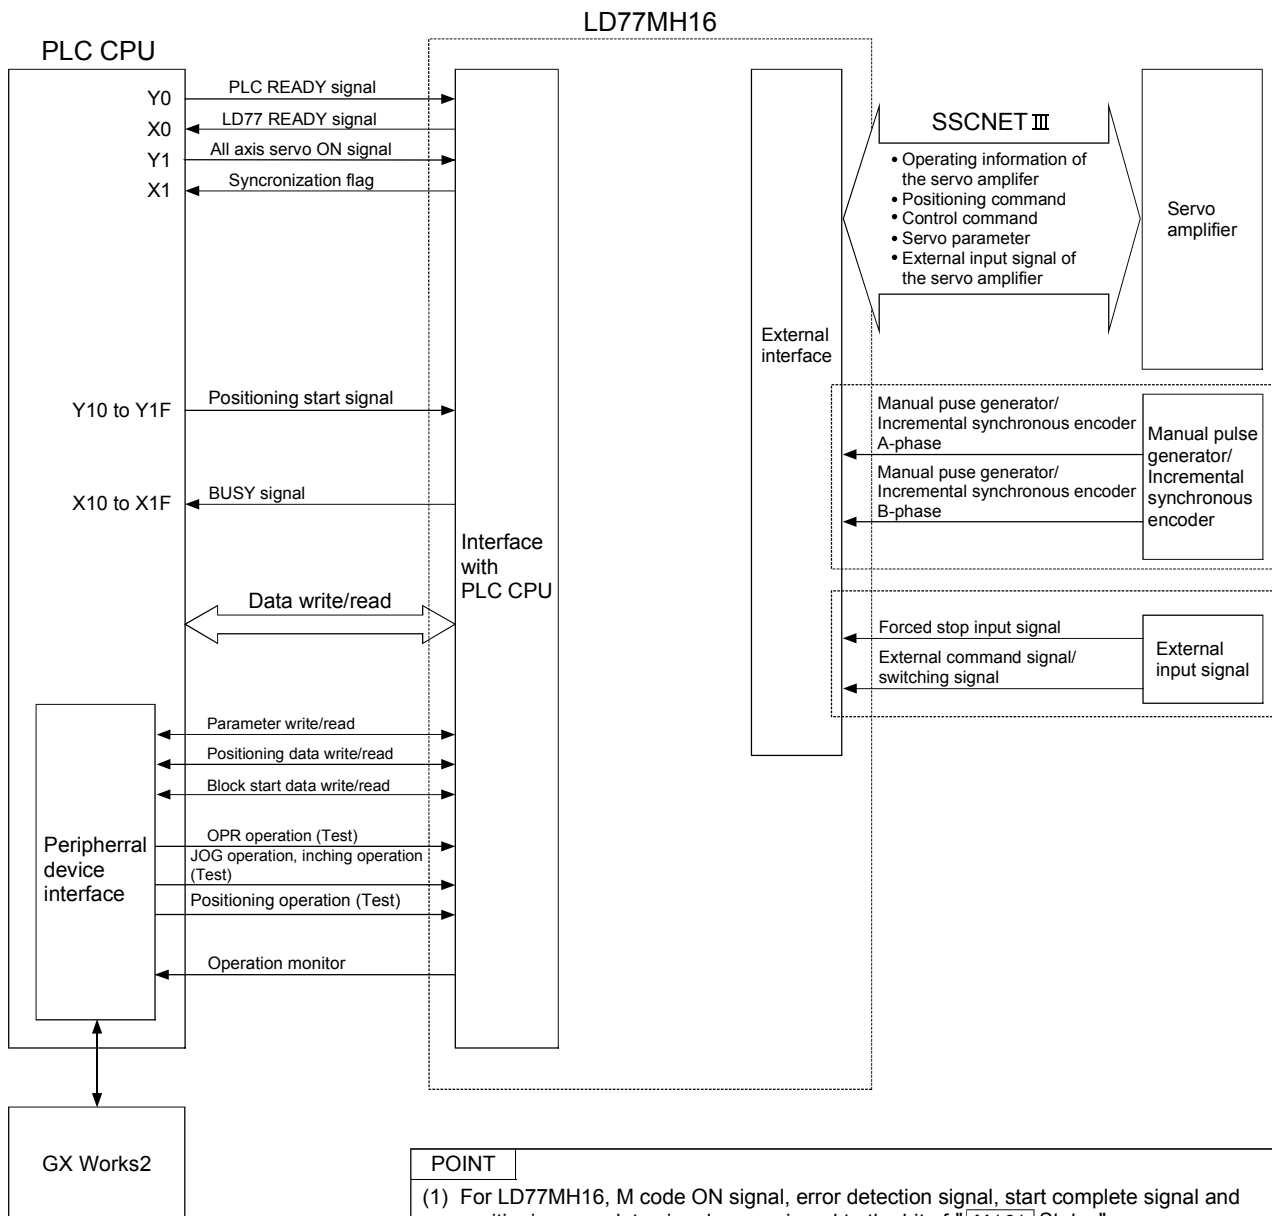 LD77MH16
PLC CPU
Y0
PLC READY signal
X0
LD77 READY signal
Y1
All axis servo ON signal
X1
Syncronization flag
Y10 to Y1F
Positioning start signal
X10 to X1F
BUSY signal
Data write/read
Interface
with
PLC CPU
Parameter write/read
Positioning data write/read
Block start data write/read
OPR operation (Test)
JOG operation, inching operation
(Test)
Positioning operation (Test)
Operation monitor
Peripherral
device
interface
GX Works2
External
interface
SSCNET III
• Operating information of
the servo amplifer
• Positioning command
• Control command
• Servo parameter
• External input signal of
the servo amplifier
Servo
amplifier
Manual puse generator/
Incremental synchronous encoder
A-phase
Manual puse generator/
Incremental synchronous encoder
B-phase
Manual pulse
generator/
Incremental
synchronous
encoder
Forced stop input signal
External command signal/
switching signal
External
input signal
POINT
(1) For LD77MH16, M code ON signal, error detection signal, start complete signal and